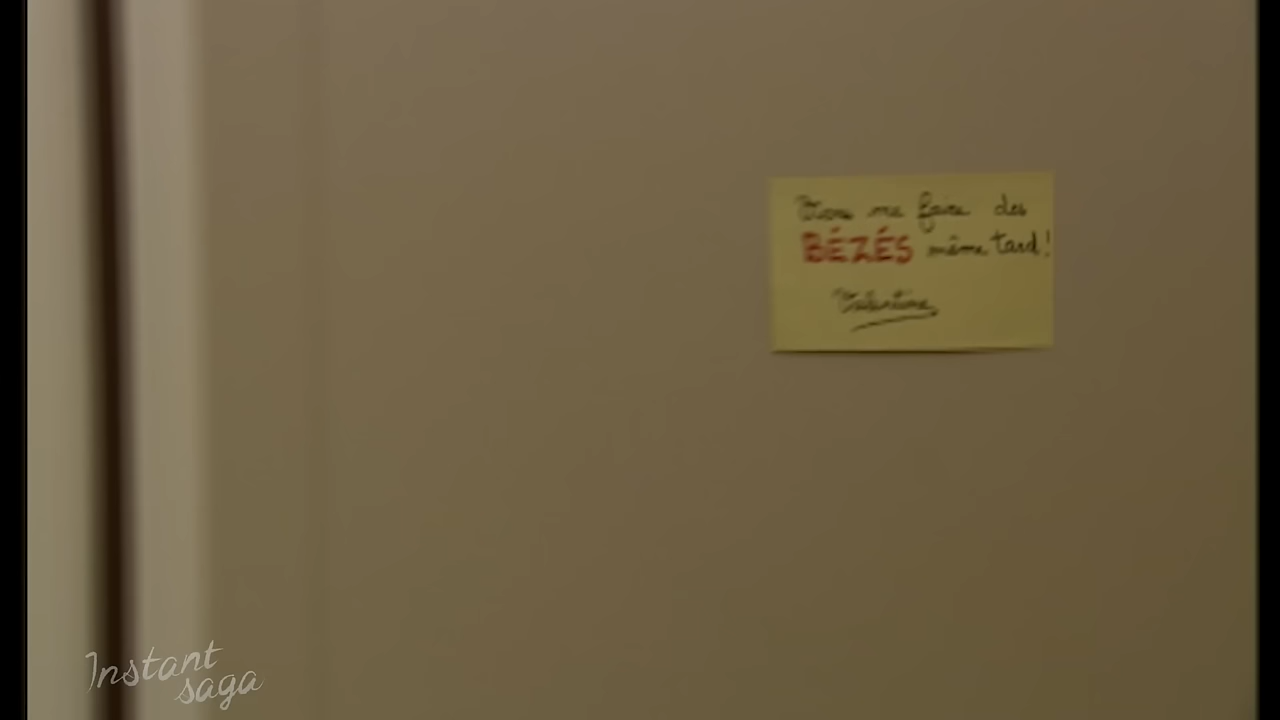 Viens me faire des
BÉZÉS même tard!
Valentine
Instant
saga